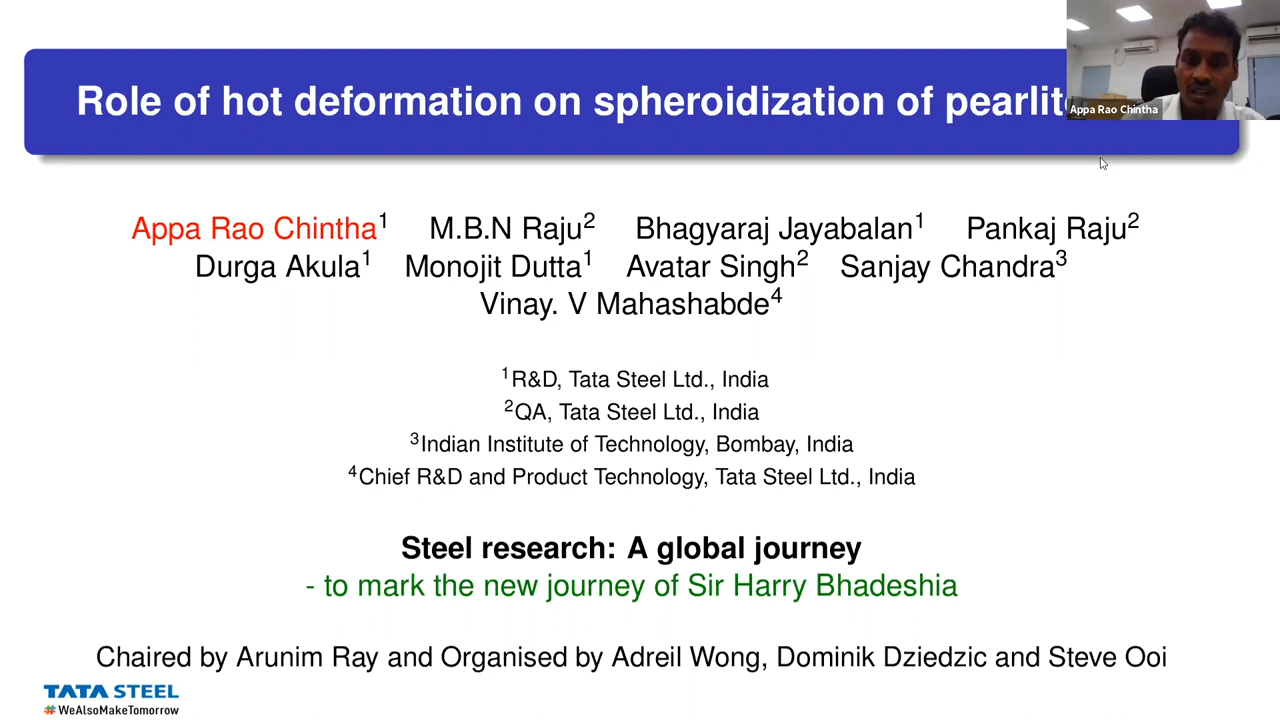 Role of hot deformation on spheroidization of pearlit
Appa Rao Chintha
Appa Rao Chintha1 M.B.N Raju2 Bhagyaraj Jayabalan1 Pankaj Raju2
Durga Akula1 Monojit Dutta1 Avatar Singh2 Sanjay Chandra3
Vinay. V Mahashabde4
1R&D, Tata Steel Ltd., India
2QA, Tata Steel Ltd., India
3Indian Institute of Technology, Bombay, India
4Chief R&D and Product Technology, Tata Steel Ltd., India
Steel research: A global journey
- to mark the new journey of Sir Harry Bhadeshia
Chaired by Arunim Ray and Organised by Adreil Wong, Dominik Dziedzic and Steve Ooi
TATA STEEL
#WeAlsoMakeTomorrow